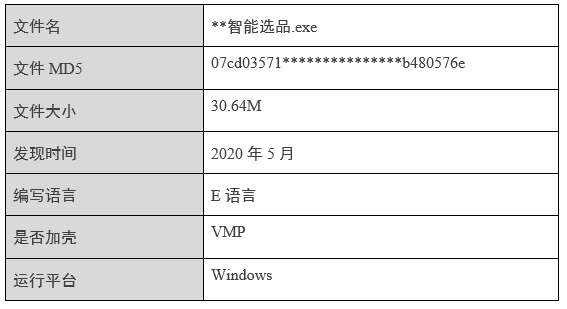 文件名 **智能选品.exe
文件 MD5 07cd03571***************b480576e
文件大小 30.64M
发现时间 2020 年 5 月
编写语言 E 语言
是否加壳 VMP
运行平台 Windows